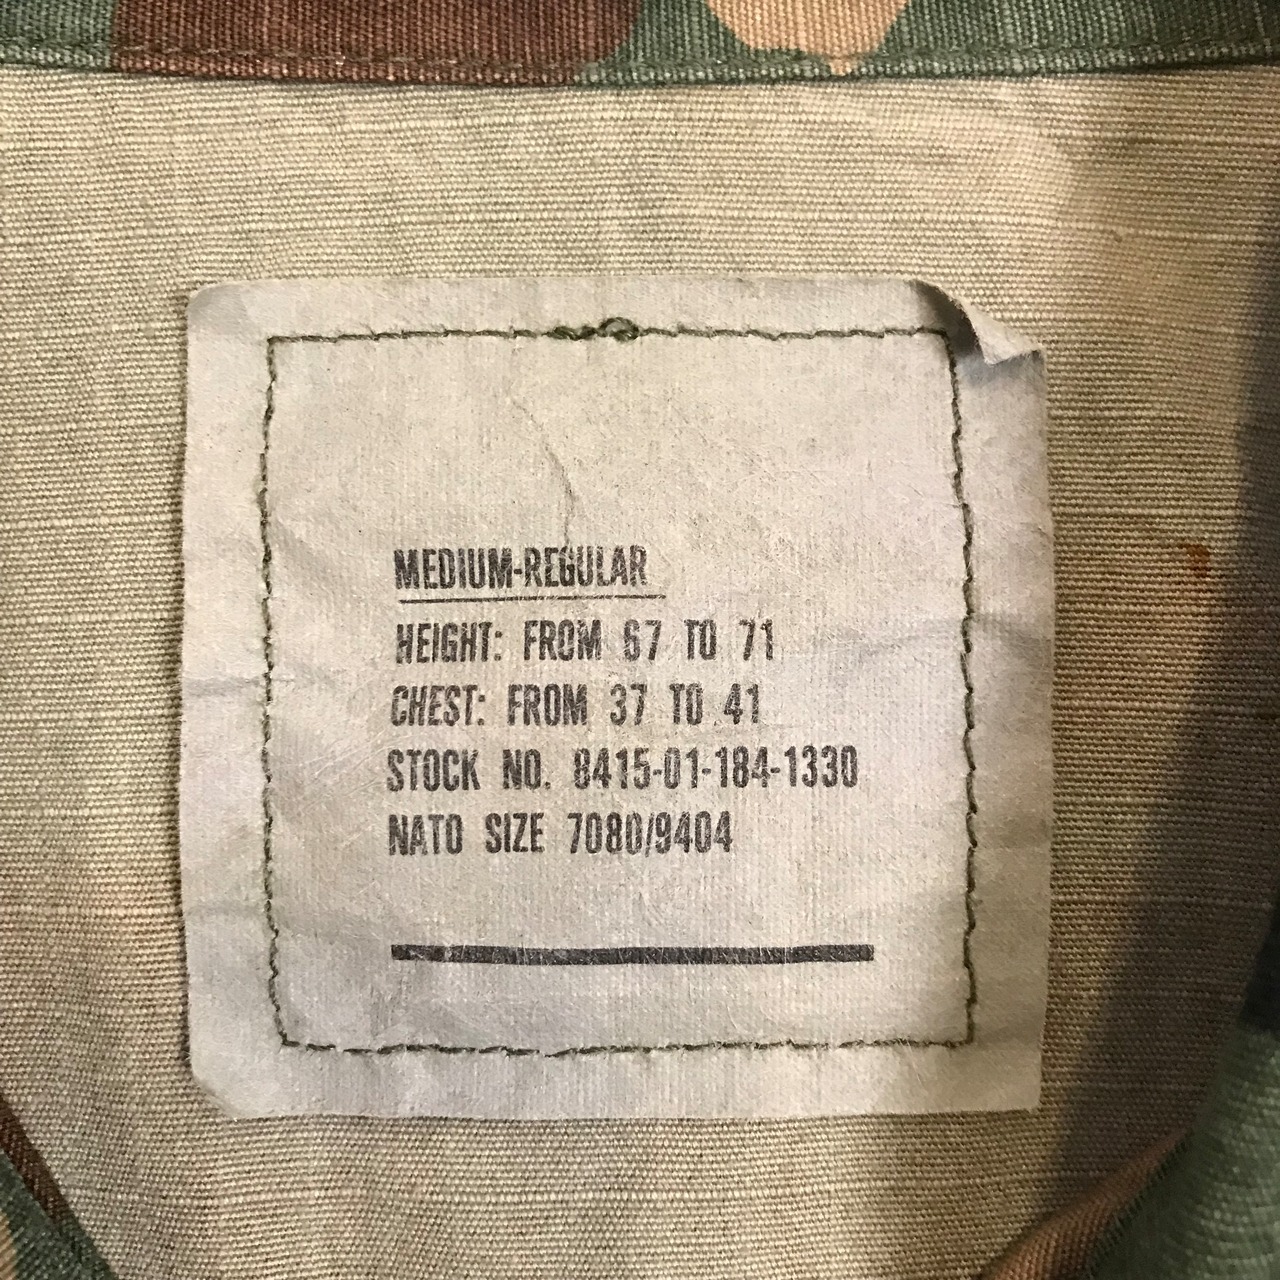 MEDIUM-REGULAR
HEIGHT: FROM 67 TO 71
CHEST: FROM 37 TO 41
STOCK NO. 8415-01-184-1330
NATO SIZE 7080/9404